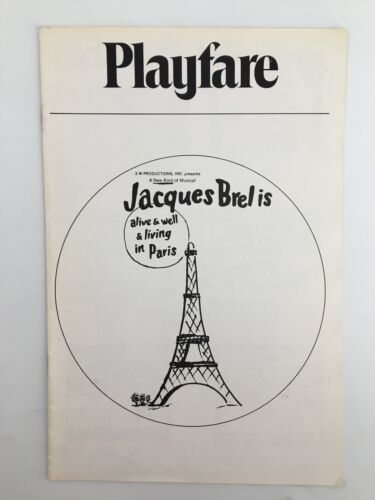 Playfare
3 W PRODUCTIONS, INC. presents
A New Kind of Musical
Jacques Brel is
alive & well
& living
in Paris